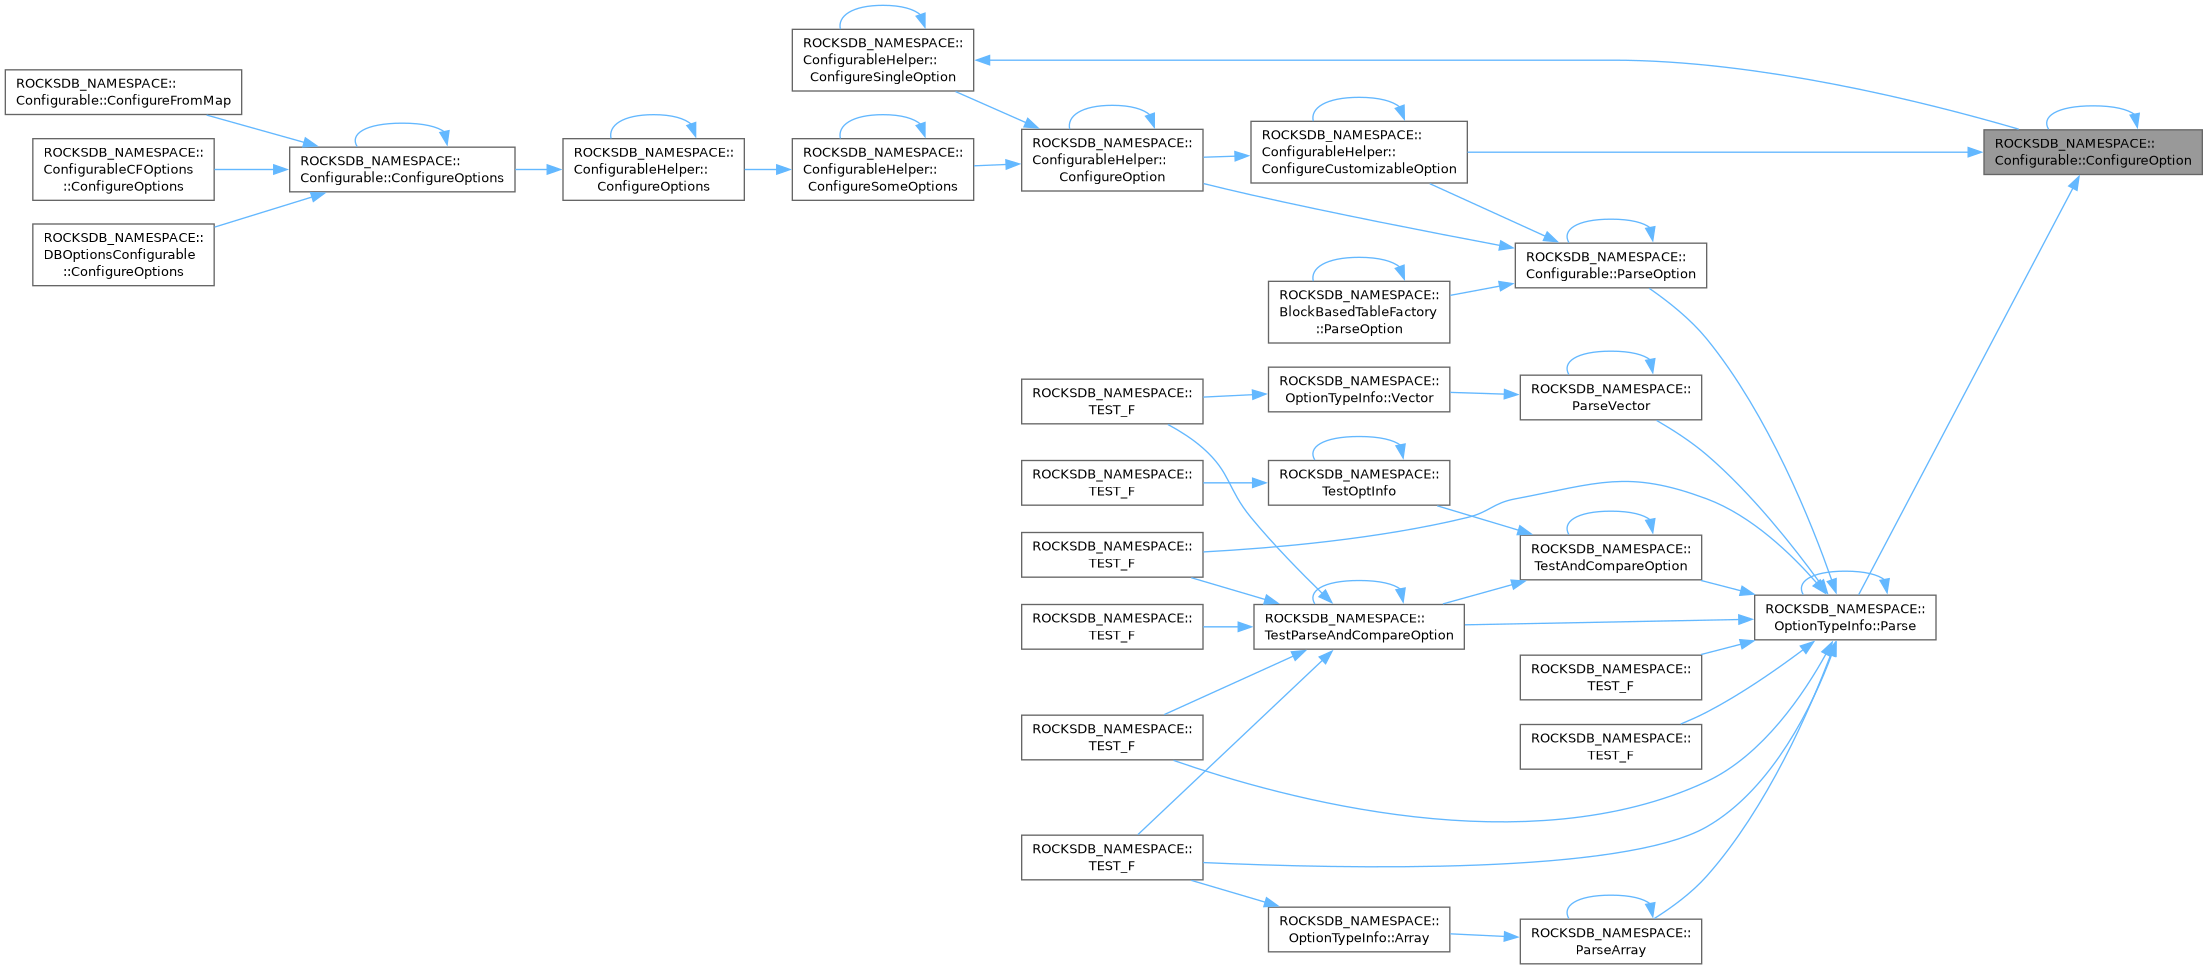 ROCKSDB_NAMESPACE::
Configurable::ConfigureFromMap
ROCKSDB_NAMESPACE::
ConfigurableCFOptions
::ConfigureOptions
ROCKSDB_NAMESPACE::
DBOptionsConfigurable
::ConfigureOptions
ROCKSDB_NAMESPACE::
Configurable::ConfigureOptions
ROCKSDB_NAMESPACE::
ConfigurableHelper::
ConfigureOptions
ROCKSDB_NAMESPACE::
ConfigurableHelper::
ConfigureSingleOption
ROCKSDB_NAMESPACE::
ConfigurableHelper::
ConfigureSomeOptions
ROCKSDB_NAMESPACE::
ConfigurableHelper::
ConfigureOption
ROCKSDB_NAMESPACE::
TEST_F
ROCKSDB_NAMESPACE::
TEST_F
ROCKSDB_NAMESPACE::
TEST_F
ROCKSDB_NAMESPACE::
TEST_F
ROCKSDB_NAMESPACE::
TEST_F
ROCKSDB_NAMESPACE::
TEST_F
ROCKSDB_NAMESPACE::
ConfigurableHelper::
ConfigureCustomizableOption
ROCKSDB_NAMESPACE::
BlockBasedTableFactory
::ParseOption
ROCKSDB_NAMESPACE::
OptionTypeInfo::Vector
ROCKSDB_NAMESPACE::
TestOptInfo
ROCKSDB_NAMESPACE::
TestParseAndCompareOption
ROCKSDB_NAMESPACE::
OptionTypeInfo::Array
ROCKSDB_NAMESPACE::
Configurable::ParseOption
ROCKSDB_NAMESPACE::
ParseVector
ROCKSDB_NAMESPACE::
TestAndCompareOption
ROCKSDB_NAMESPACE::
TEST_F
ROCKSDB_NAMESPACE::
TEST_F
ROCKSDB_NAMESPACE::
ParseArray
ROCKSDB_NAMESPACE::
OptionTypeInfo::Parse
ROCKSDB_NAMESPACE::
Configurable::ConfigureOption